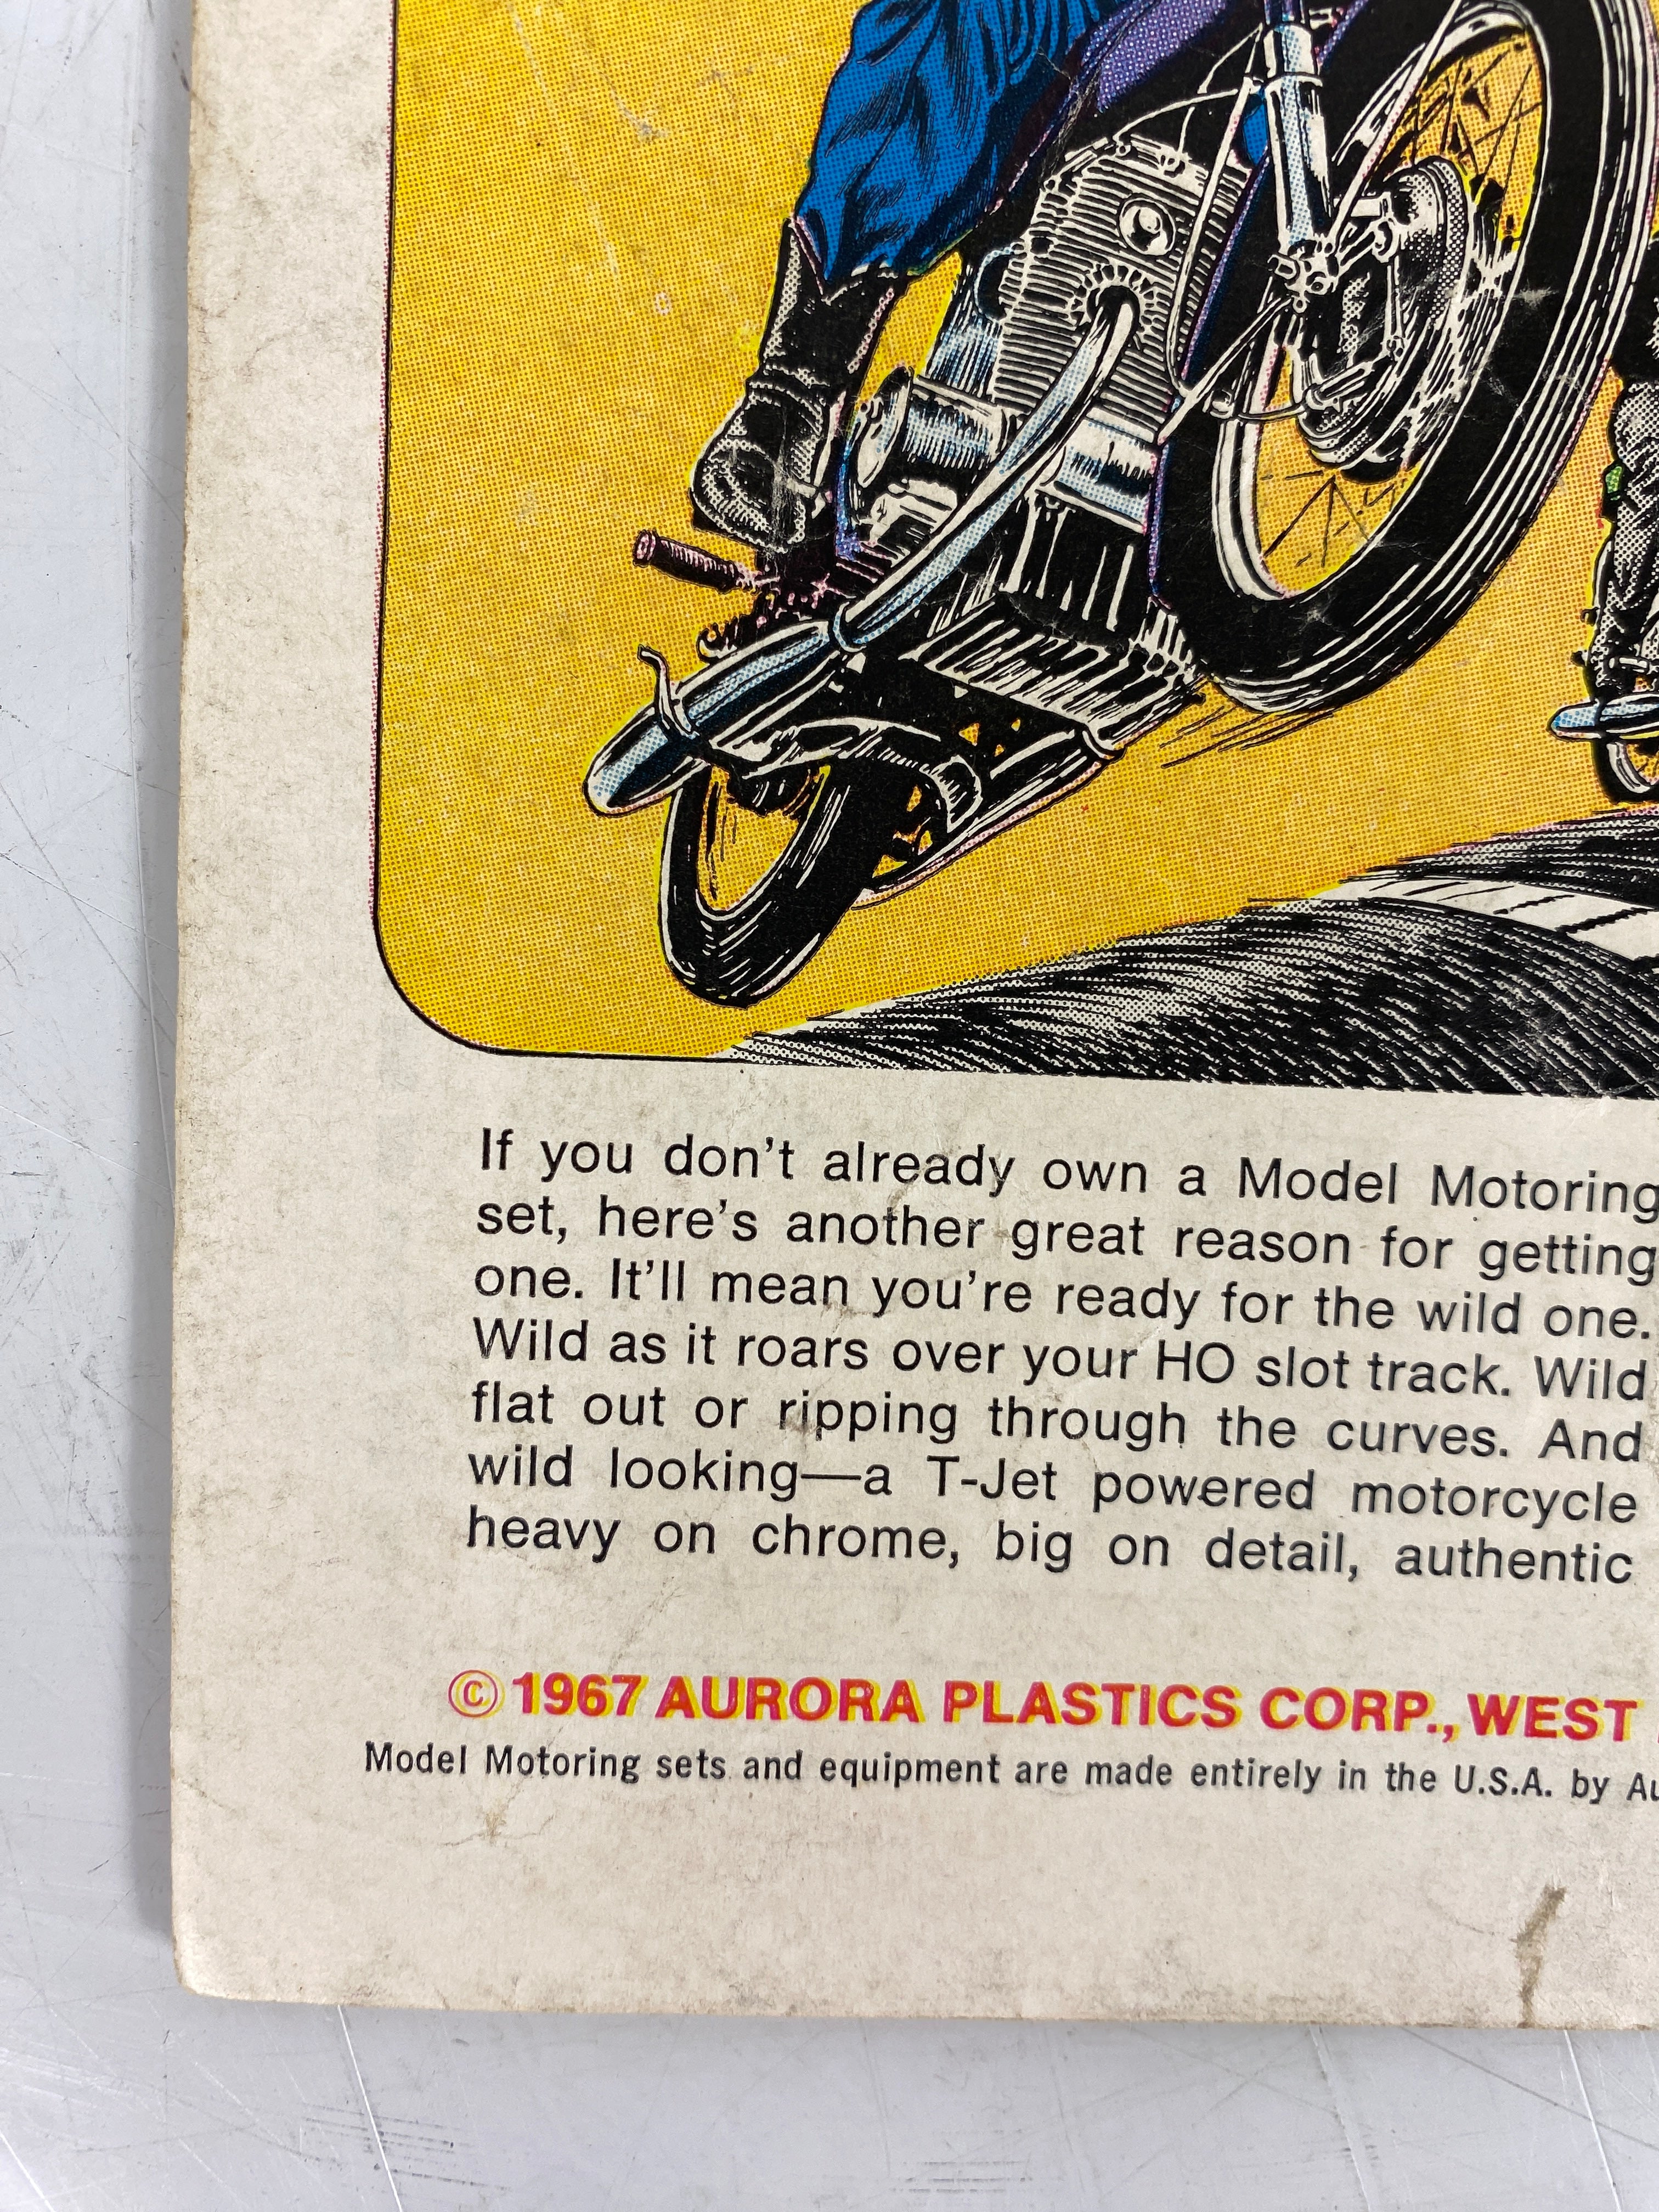 If you don't already own a Model Motoring
set, here's another great reason for getting
one. It'll mean you're ready for the wild one.
Wild as it roars over your HO slot track. Wild
flat out or ripping through the curves. And
wild looking—a T-Jet powered motorcycle
heavy on chrome, big on detail, authentic
© 1967 AURORA PLASTICS CORP., WEST
Model Motoring sets and equipment are made entirely in the U.S.A. by